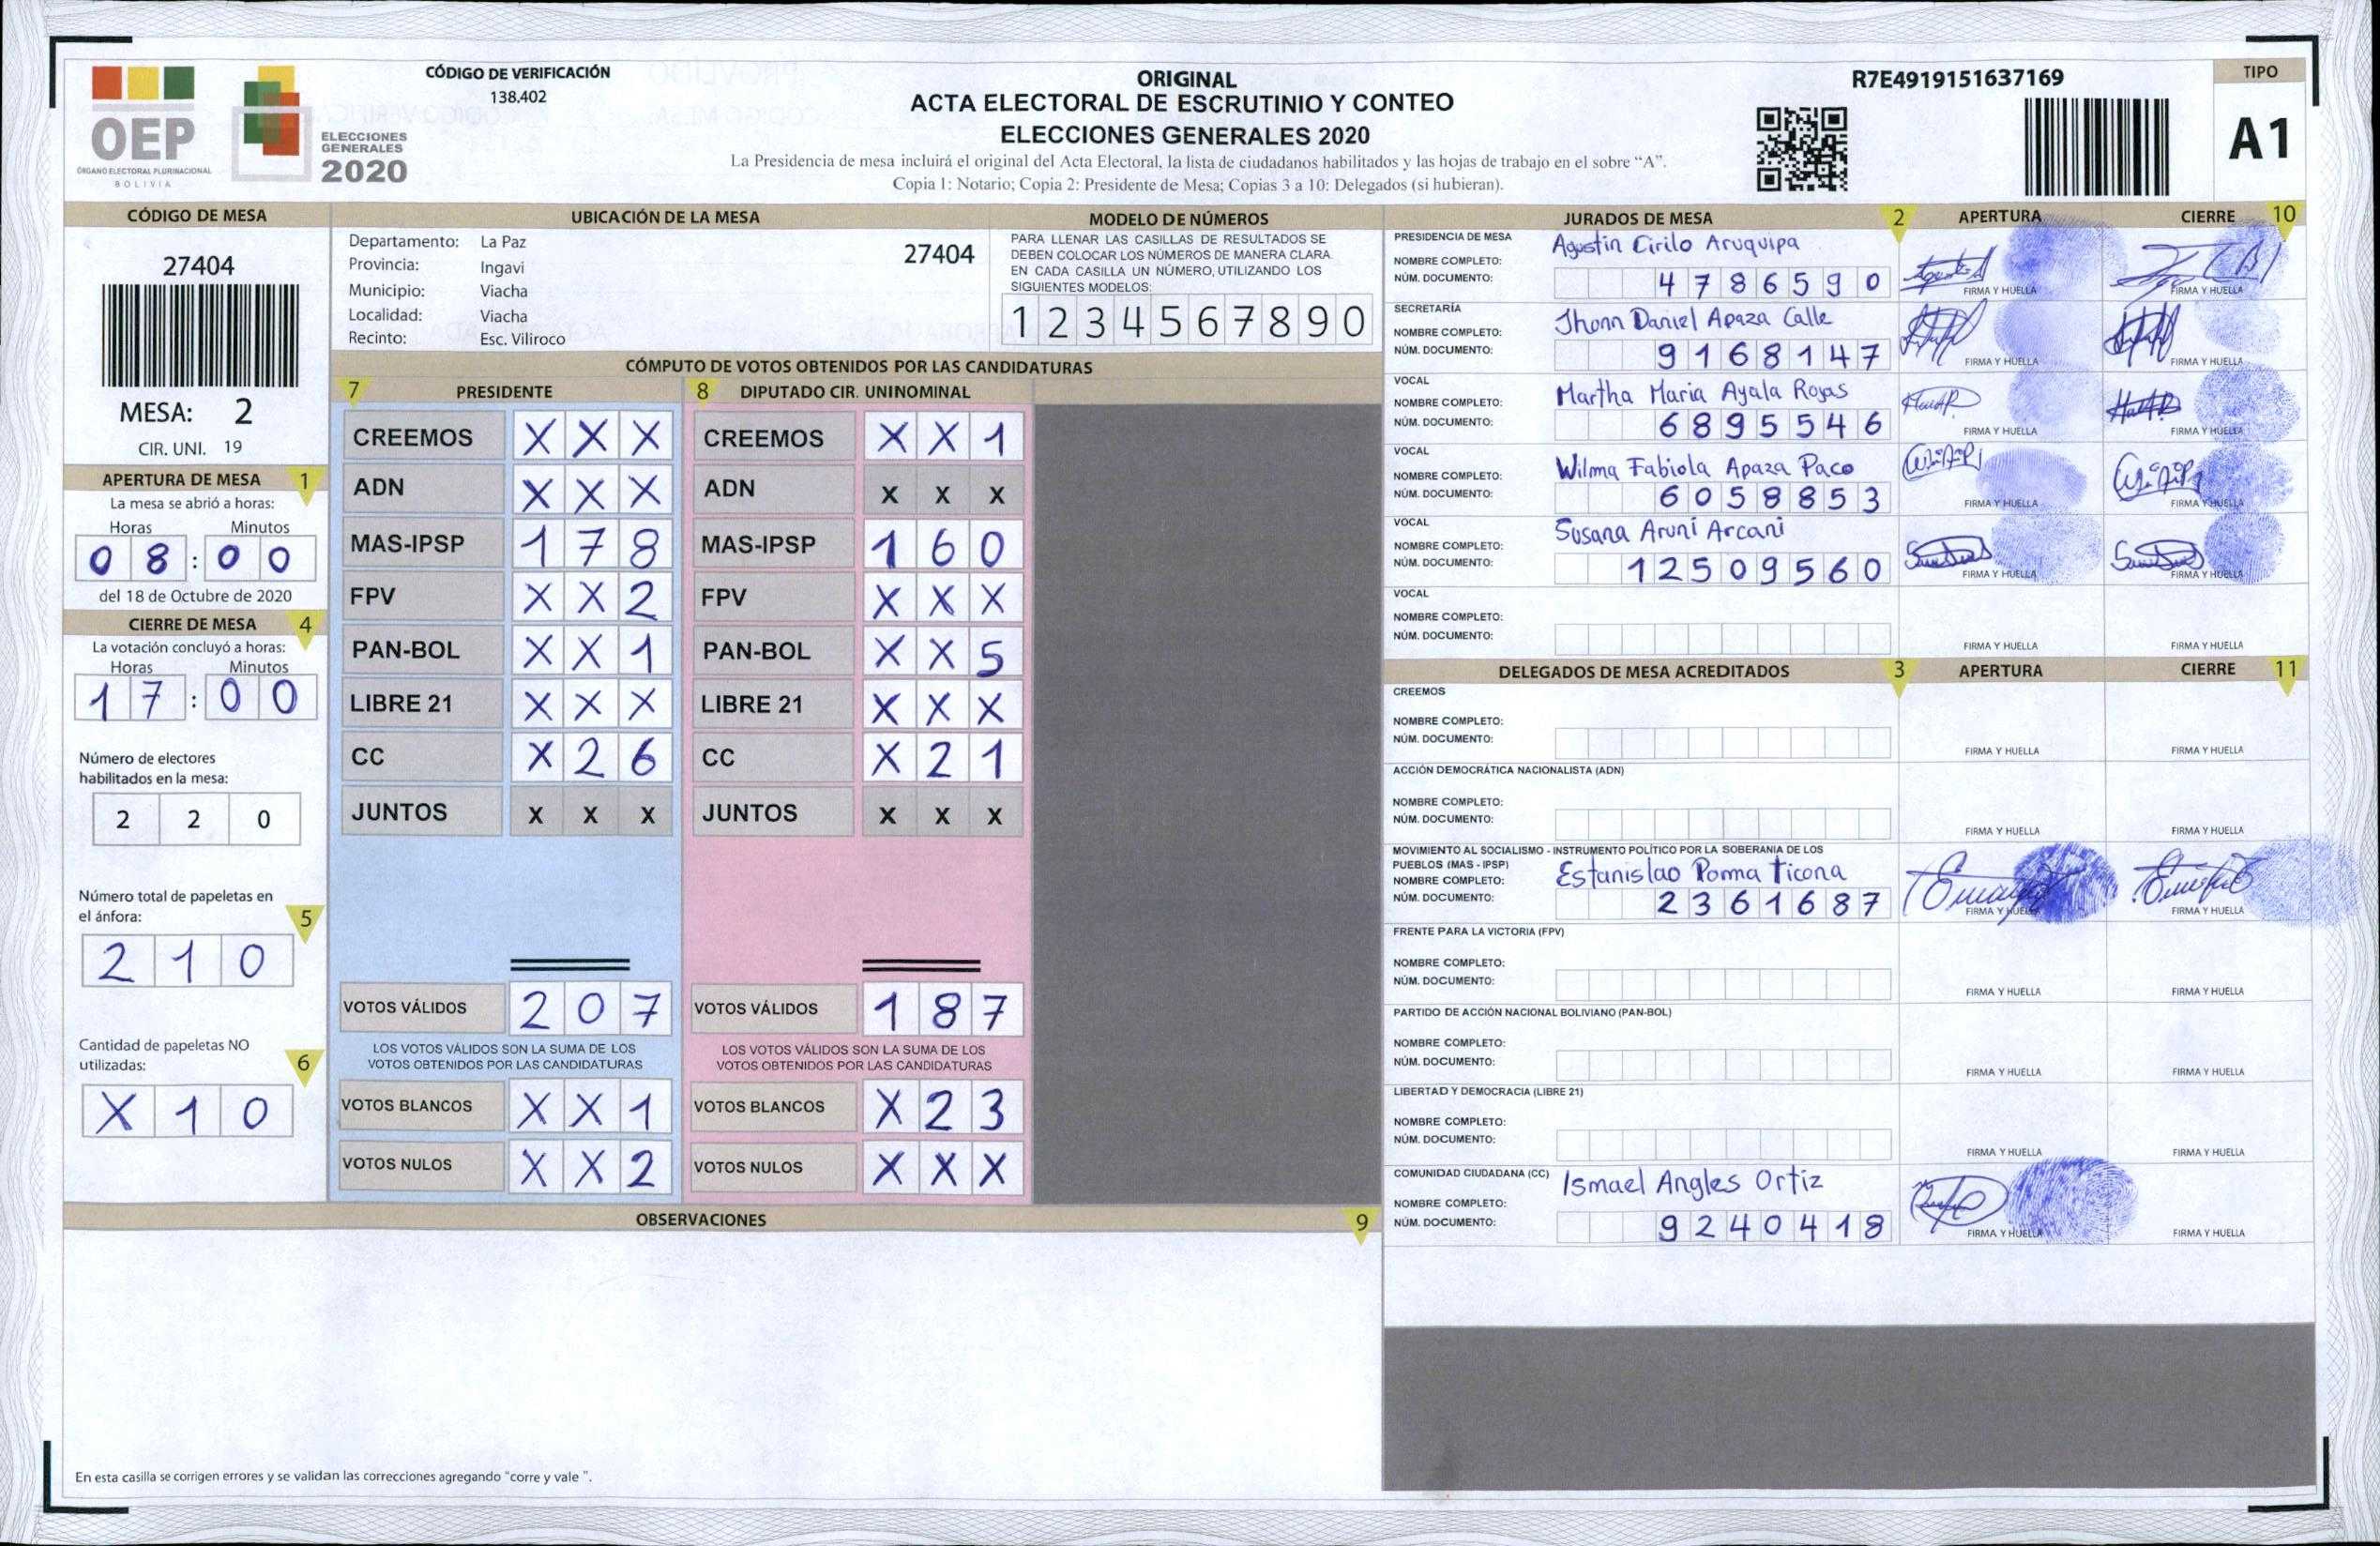 OEP
ÓRGANO ELECTORAL PLURINACIONAL
BOLIVIA
ELECCIONES
GENERALES
2020
CÓDIGO DE VERIFICACIÓN
138.402
ORIGINAL
ACTA ELECTORAL DE ESCRUTINIO Y CONTEO
ELECCIONES GENERALES 2020
La Presidencia de mesa incluirá el original del Acta Electoral, la lista de ciudadanos habilitados y las hojas de trabajo en el sobre “A”.
Copia 1: Notario; Copia 2: Presidente de Mesa; Copias 3 a 10: Delegados (si hubieran).
R7E4919151637169
TIPO
A1
CÓDIGO DE MESA
27404
MESA: 2
CIR. UNI. 19
APERTURA DE MESA 1
La mesa se abrió a horas:
Horas Minutos
0 8 : 0 0
del 18 de Octubre de 2020
CIERRE DE MESA 4
La votación concluyó a horas:
Horas Minutos
1 7 : 0 0
Número de electores
habilitados en la mesa:
2 2 0
Número total de papeletas en
el ánfora: 5
2 1 0
Cantidad de papeletas NO
utilizadas: 6
X 1 0
UBICACIÓN DE LA MESA
Departamento: La Paz
27404
Provincia: Ingavi
Municipio: Viacha
Localidad: Viacha
Recinto: Esc. Viliroco
MODELO DE NÚMEROS
PARA LLENAR LAS CASILLAS DE RESULTADOS SE
DEBEN COLOCAR LOS NÚMEROS DE MANERA CLARA
EN CADA CASILLA UN NÚMERO, UTILIZANDO LOS
SIGUIENTES MODELOS:
1 2 3 4 5 6 7 8 9 0
CÓMPUTO DE VOTOS OBTENIDOS POR LAS CANDIDATURAS
7 PRESIDENTE
CREEMOS X X X
ADN X X X
MAS-IPSP 1 7 8
FPV X X 2
PAN-BOL X X 1
LIBRE 21 X X X
CC X 2 6
JUNTOS X X X
VOTOS VÁLIDOS 2 0 7
LOS VOTOS VÁLIDOS SON LA SUMA DE LOS
VOTOS OBTENIDOS POR LAS CANDIDATURAS
VOTOS BLANCOS X X 1
VOTOS NULOS X X 2
8 DIPUTADO CIR. UNINOMINAL
CREEMOS X X 1
ADN X X X
MAS-IPSP 1 6 0
FPV X X X
PAN-BOL X X 5
LIBRE 21 X X X
CC X 2 1
JUNTOS X X X
VOTOS VÁLIDOS 1 8 7
LOS VOTOS VÁLIDOS SON LA SUMA DE LOS
VOTOS OBTENIDOS POR LAS CANDIDATURAS
VOTOS BLANCOS X 2 3
VOTOS NULOS X X X
OBSERVACIONES 9
En esta casilla se corrigen errores y se validan las correcciones agregando “corre y vale ”.
JURADOS DE MESA 2 APERTURA CIERRE 10
PRESIDENCIA DE MESA
NOMBRE COMPLETO: Agustin Cirilo Aruquipa
NÚM. DOCUMENTO: 4 7 8 6 5 9 0
FIRMA Y HUELLA FIRMA Y HUELLA
SECRETARÍA
NOMBRE COMPLETO: Jhonn Daniel Apaza Calle
NÚM. DOCUMENTO: 9 1 6 8 1 4 7
FIRMA Y HUELLA FIRMA Y HUELLA
VOCAL
NOMBRE COMPLETO: Martha Maria Ayala Rojas
NÚM. DOCUMENTO: 6 8 9 5 5 4 6
FIRMA Y HUELLA FIRMA Y HUELLA
VOCAL
NOMBRE COMPLETO: Wilma Fabiola Apaza Paco
NÚM. DOCUMENTO: 6 0 5 8 8 5 3
FIRMA Y HUELLA FIRMA Y HUELLA
VOCAL
NOMBRE COMPLETO: Susana Aruni Arcani
NÚM. DOCUMENTO: 1 2 5 0 9 5 6 0
FIRMA Y HUELLA FIRMA Y HUELLA
VOCAL
NOMBRE COMPLETO:
NÚM. DOCUMENTO:
FIRMA Y HUELLA FIRMA Y HUELLA
DELEGADOS DE MESA ACREDITADOS 3 APERTURA CIERRE 11
CREEMOS
NOMBRE COMPLETO:
NÚM. DOCUMENTO:
FIRMA Y HUELLA FIRMA Y HUELLA
ACCIÓN DEMOCRÁTICA NACIONALISTA (ADN)
NOMBRE COMPLETO:
NÚM. DOCUMENTO:
FIRMA Y HUELLA FIRMA Y HUELLA
MOVIMIENTO AL SOCIALISMO - INSTRUMENTO POLÍTICO POR LA SOBERANIA DE LOS
PUEBLOS (MAS - IPSP)
NOMBRE COMPLETO: Estanislao Poma Ticona
NÚM. DOCUMENTO: 2 3 6 1 6 8 7
FIRMA Y HUELLA FIRMA Y HUELLA
FRENTE PARA LA VICTORIA (FPV)
NOMBRE COMPLETO:
NÚM. DOCUMENTO:
FIRMA Y HUELLA FIRMA Y HUELLA
PARTIDO DE ACCIÓN NACIONAL BOLIVIANO (PAN-BOL)
NOMBRE COMPLETO:
NÚM. DOCUMENTO:
FIRMA Y HUELLA FIRMA Y HUELLA
LIBERTAD Y DEMOCRACIA (LIBRE 21)
NOMBRE COMPLETO:
NÚM. DOCUMENTO:
FIRMA Y HUELLA FIRMA Y HUELLA
COMUNIDAD CIUDADANA (CC)
NOMBRE COMPLETO: Ismael Angles Ortiz
NÚM. DOCUMENTO: 9 2 4 0 4 1 8
FIRMA Y HUELLA FIRMA Y HUELLA